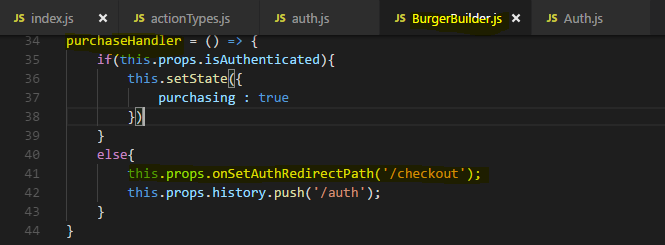 JS index.js × JS actionTypes.js JS auth.js JS BurgerBuilder.js × JS Auth.js
34 purchaseHandler = () => {
35 if(this.props.isAuthenticated){
36 this.setState({
37 purchasing : true
38 })
39 }
40 else{
41 this.props.onSetAuthRedirectPath('/checkout');
42 this.props.history.push('/auth');
43 }
44 }